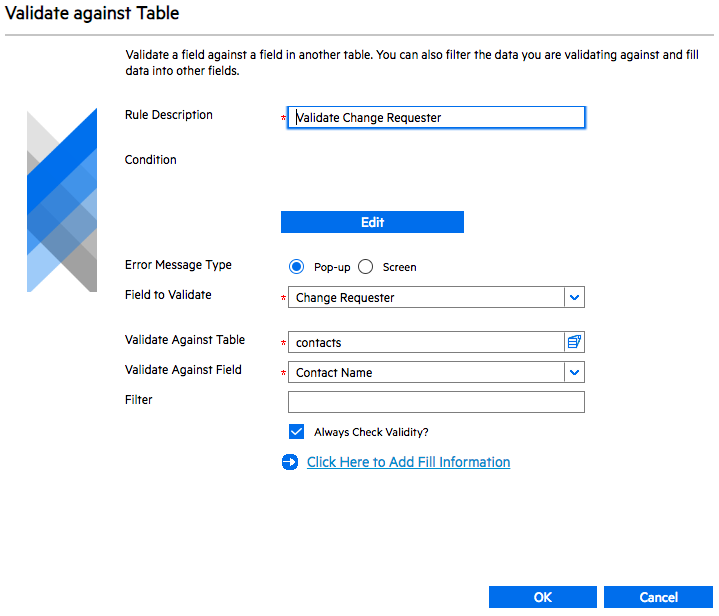 Validate against Table
Validate a field against a field in another table. You can also filter the data you are validating against and fill
data into other fields.
Rule Description
* Validate Change Requester
Condition
Edit
Error Message Type
Pop-up Screen
Field to Validate
* Change Requester
Validate Against Table
* contacts
Validate Against Field
* Contact Name
Filter
Always Check Validity?
Click Here to Add Fill Information
OK Cancel